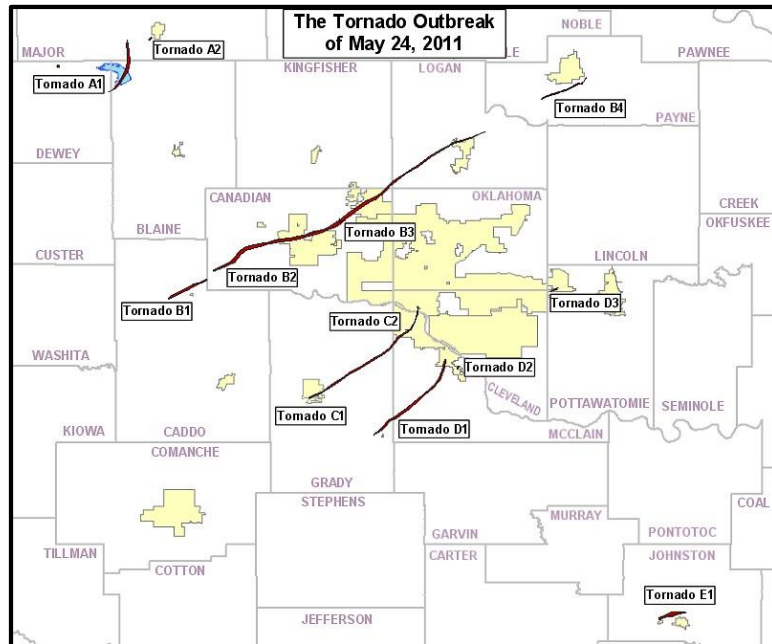 The Tornado Outbreak
of May 24, 2011
NOBLE
Tornado A2
MAJOR
LE
PAWNEE
KINGFISHER
LOGAN
Tornado A1
Tornado B4
PAYNE
DEWEY
CANADIAN
OKLAHOMA
CREEK
OKFUSKEE
BLAINE
Tornado B3
CUSTER
LINCOLN
Tornado B2
Tornado B1
Tornado D3
Tornado C2
WASHITA
Tornado D2
CLEVELAND
POTTAWATOMIE
SEMINOLE
Tornado C1
Tornado D1
KIOWA
CADDO
MCCLAIN
COMANCHE
GRADY
STEPHENS
COAL
MURRAY
GARVIN
PONTOTOC
TILLMAN
CARTER
JOHNSTON
COTTON
Tornado E1
JEFFERSON